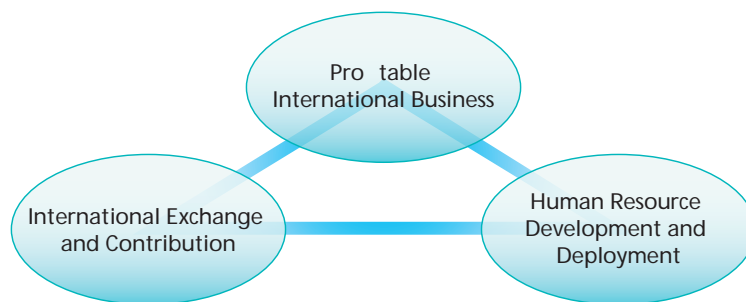 Pro table
International Business
International Exchange
and Contribution
Human Resource
Development and
Deployment